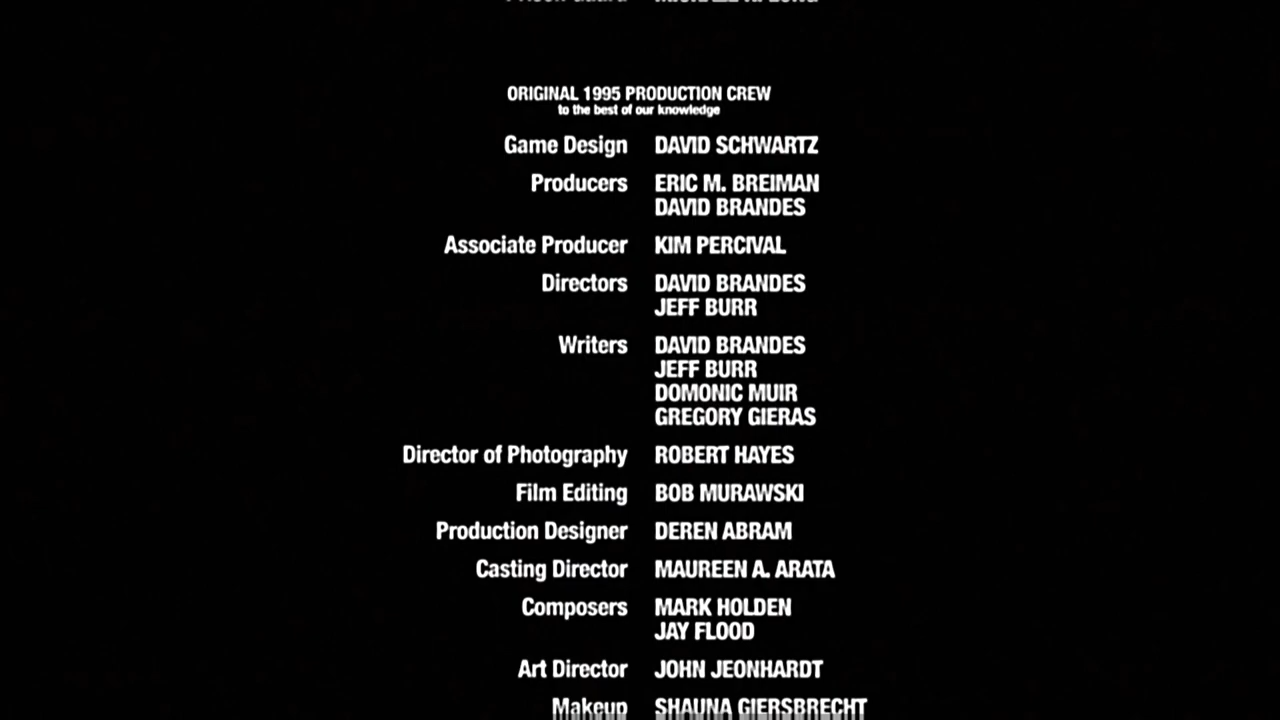 ORIGINAL 1995 PRODUCTION CREW
to the best of our knowledge
Game Design DAVID SCHWARTZ
Producers ERIC M. BREIMAN
DAVID BRANDES
Associate Producer KIM PERCIVAL
Directors DAVID BRANDES
JEFF BURR
Writers DAVID BRANDES
JEFF BURR
DOMONIC MUIR
GREGORY GIERAS
Director of Photography ROBERT HAYES
Film Editing BOB MURAWSKI
Production Designer DEREN ABRAM
Casting Director MAUREEN A. ARATA
Composers MARK HOLDEN
JAY FLOOD
Art Director JOHN JEONHARDT
Makeup SHAUNA GIERSBRECHT